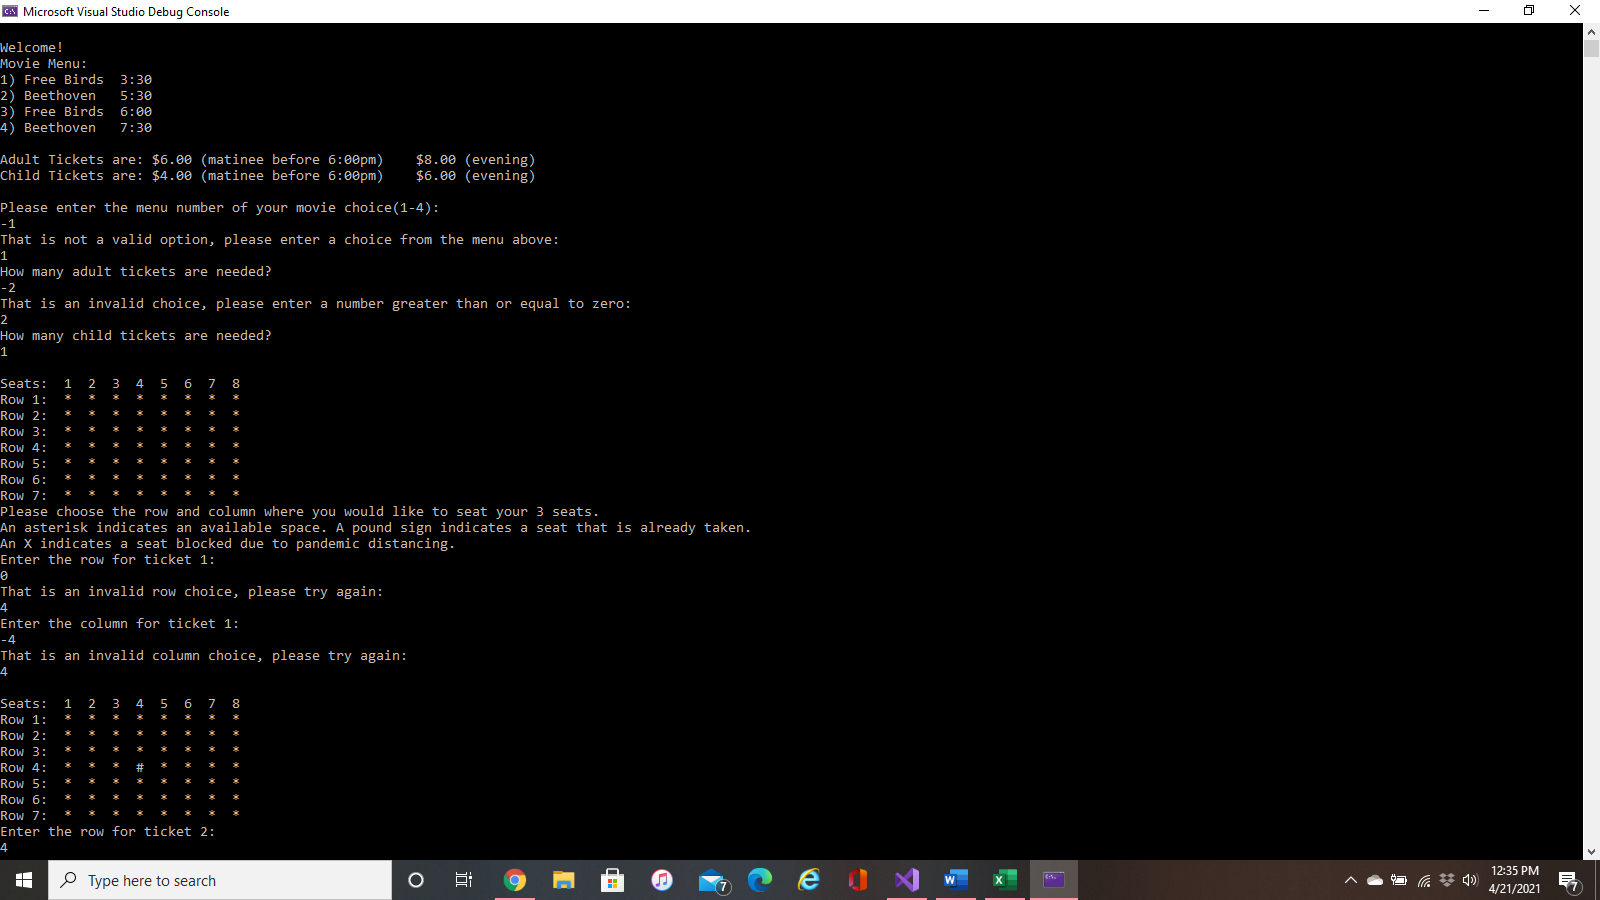 Microsoft Visual Studio Debug Console
Welcome!
Movie Menu:
1) Free Birds  3:30
2) Beethoven   5:30
3) Free Birds  6:00
4) Beethoven   7:30
Adult Tickets are: $6.00 (matinee before 6:00pm)    $8.00 (evening)
Child Tickets are: $4.00 (matinee before 6:00pm)    $6.00 (evening)
Please enter the menu number of your movie choice(1-4):
-1
That is not a valid option, please enter a choice from the menu above:
1
How many adult tickets are needed?
-2
That is an invalid choice, please enter a number greater than or equal to zero:
2
How many child tickets are needed?
1
Seats:  1  2  3  4  5  6  7  8
Row 1:  *  *  *  *  *  *  *  *
Row 2:  *  *  *  *  *  *  *  *
Row 3:  *  *  *  *  *  *  *  *
Row 4:  *  *  *  *  *  *  *  *
Row 5:  *  *  *  *  *  *  *  *
Row 6:  *  *  *  *  *  *  *  *
Row 7:  *  *  *  *  *  *  *  *
Please choose the row and column where you would like to seat your 3 seats.
An asterisk indicates an available space. A pound sign indicates a seat that is already taken.
An X indicates a seat blocked due to pandemic distancing.
Enter the row for ticket 1:
0
That is an invalid row choice, please try again:
4
Enter the column for ticket 1:
-4
That is an invalid column choice, please try again:
4
Seats:  1  2  3  4  5  6  7  8
Row 1:  *  *  *  *  *  *  *  *
Row 2:  *  *  *  *  *  *  *  *
Row 3:  *  *  *  *  *  *  *  *
Row 4:  *  *  *  #  *  *  *  *
Row 5:  *  *  *  *  *  *  *  *
Row 6:  *  *  *  *  *  *  *  *
Row 7:  *  *  *  *  *  *  *  *
Enter the row for ticket 2:
4
Type here to search
7
12:35 PM
4/21/2021
7